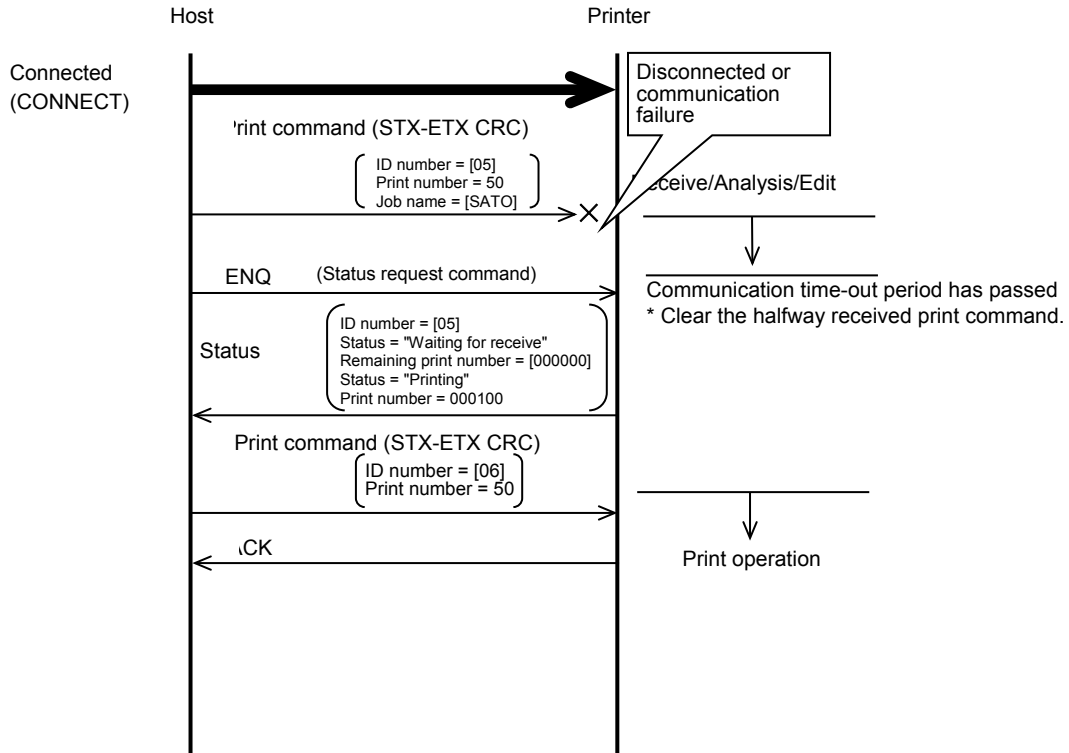 Host
Printer
Connected
(CONNECT)
Disconnected or
communication
failure
Print command (STX-ETX CRC)
ID number = [05]
Print number = 50
Job name = [SATO]
Receive/Analysis/Edit
ENQ (Status request command)
Communication time-out period has passed
* Clear the halfway received print command.
Status
ID number = [05]
Status = "Waiting for receive"
Remaining print number = [000000]
Status = "Printing"
Print number = 000100
Print command (STX-ETX CRC)
ID number = [06]
Print number = 50
ACK
Print operation